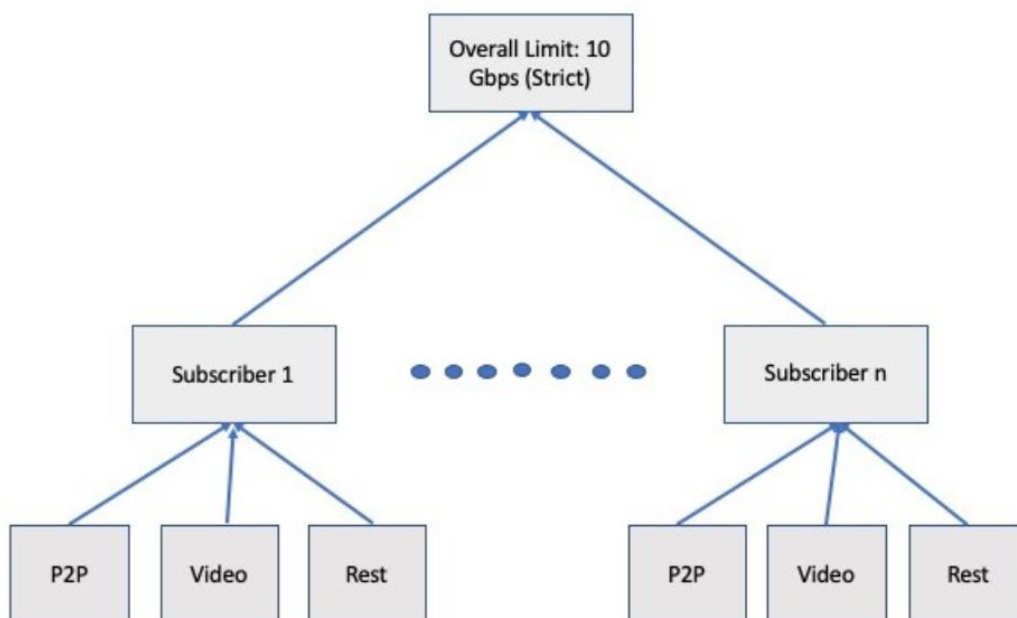 Overall Limit: 10
Gbps (Strict)
Subscriber 1
Subscriber n
P2P
Video
Rest
P2P
Video
Rest